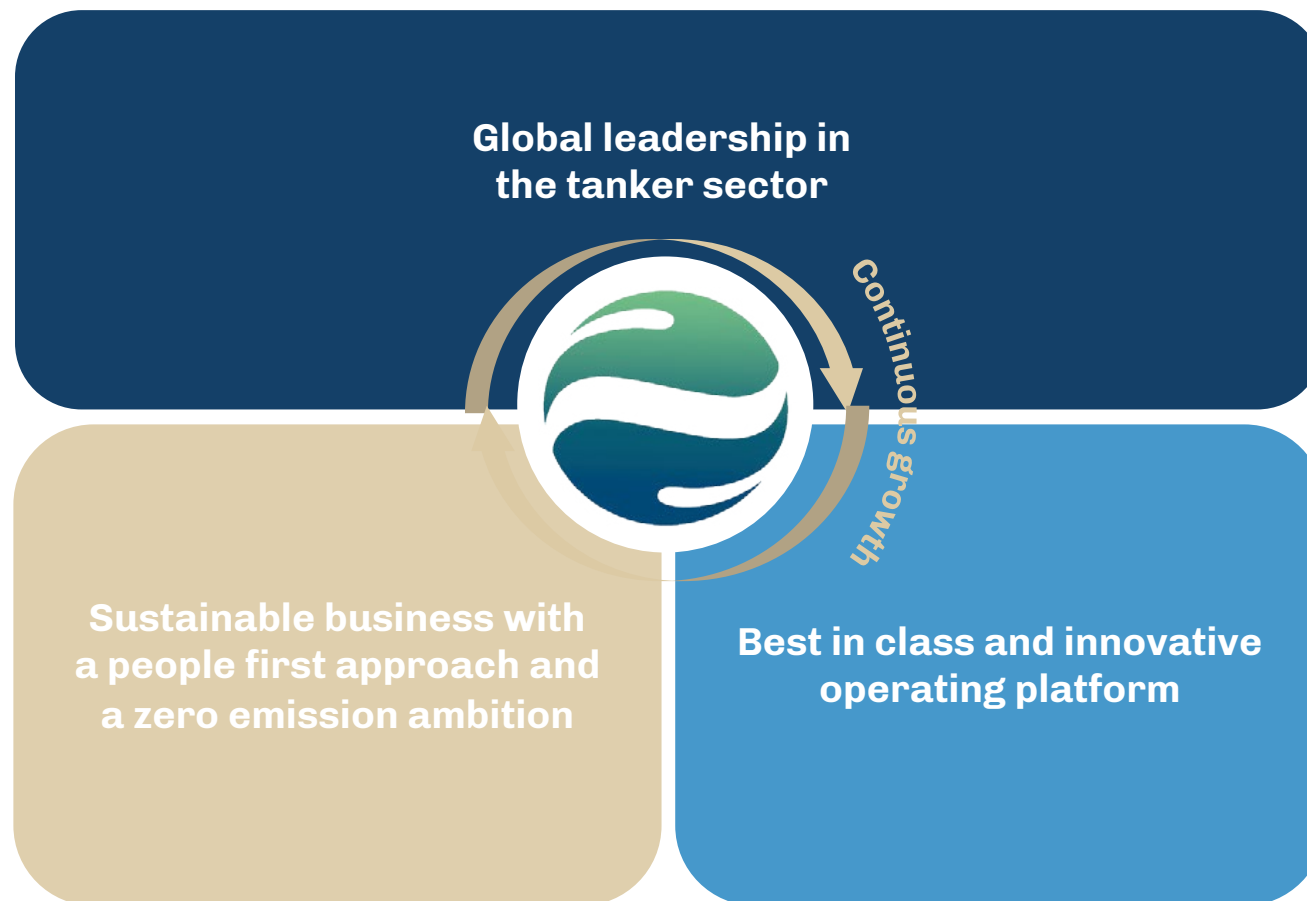 Global leadership in
the tanker sector
Continuous growth
Sustainable business with
a people first approach and
a zero emission ambition
Best in class and innovative
operating platform